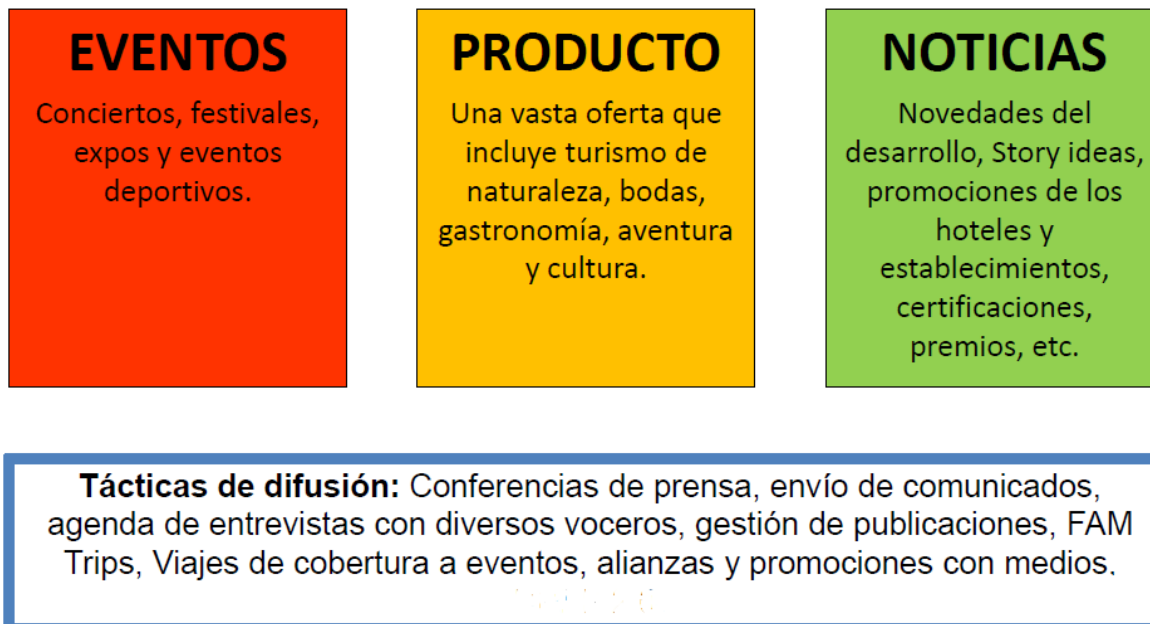 EVENTOS
Conciertos, festivales,
expos y eventos
deportivos.
PRODUCTO
Una vasta oferta que
incluye turismo de
naturaleza, bodas,
gastronomía, aventura
y cultura.
NOTICIAS
Novedades del
desarrollo, Story ideas,
promociones de los
hoteles y
establecimientos,
certificaciones,
premios, etc.
Tácticas de difusión: Conferencias de prensa, envío de comunicados,
agenda de entrevistas con diversos voceros, gestión de publicaciones, FAM
Trips, Viajes de cobertura a eventos, alianzas y promociones con medios.